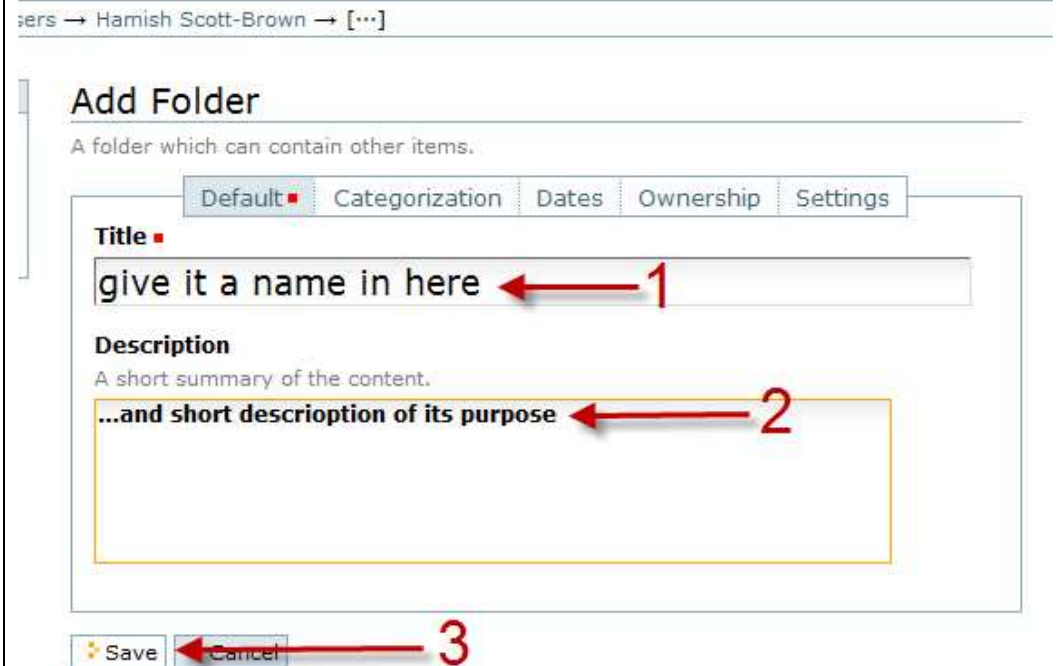 sers → Hamish Scott-Brown → [...]
Add Folder
A folder which can contain other items.
Default Categorization Dates Ownership Settings
Title
give it a name in here 1
Description
A short summary of the content.
...and short descrioption of its purpose 2
Save Cancel 3